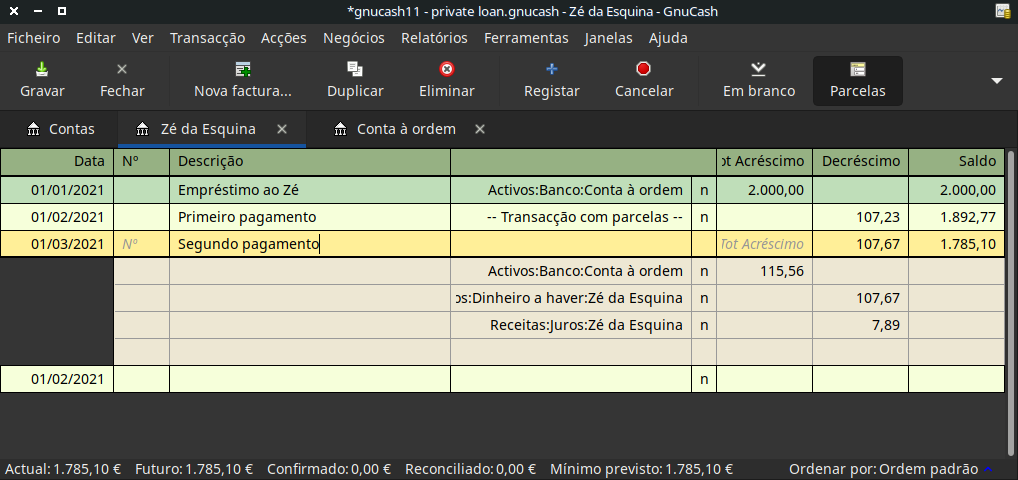 *gnucash11 - private loan.gnucash - Zé da Esquina - GnuCash
Ficheiro Editar Ver Transacção Acções Negócios Relatórios Ferramentas Janelas Ajuda
Gravar Fechar Nova factura... Duplicar Eliminar Registar Cancelar Em branco Parcelas
Contas Zé da Esquina Conta à ordem
Data Nº Descrição ot Acréscimo Decréscimo Saldo
01/01/2021 Empréstimo ao Zé Activos:Banco:Conta à ordem n 2.000,00 2.000,00
01/02/2021 Primeiro pagamento -- Transacção com parcelas -- n 107,23 1.892,77
01/03/2021 Nº Segundo pagamento Tot Acréscimo 107,67 1.785,10
Activos:Banco:Conta à ordem n 115,56
os:Dinheiro a haver:Zé da Esquina n 107,67
Receitas:Juros:Zé da Esquina n 7,89
01/02/2021 n
Actual: 1.785,10 € Futuro: 1.785,10 € Confirmado: 0,00 € Reconciliado: 0,00 € Mínimo previsto: 1.785,10 € Ordenar por: Ordem padrão